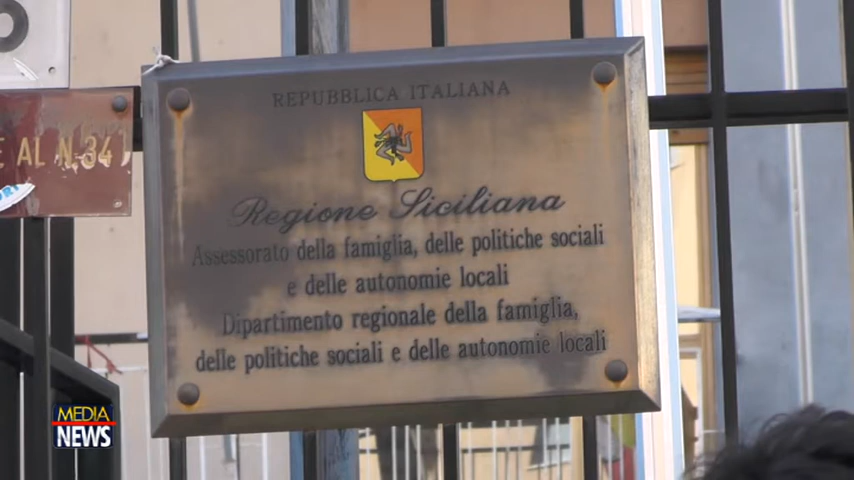 E AL N.34
REPUBBLICA ITALIANA
Regione Siciliana
Assessorato della famiglia, delle politiche sociali
e delle autonomie locali
Dipartimento regionale della famiglia,
delle politiche sociali e delle autonomie locali
MEDIA
NEWS